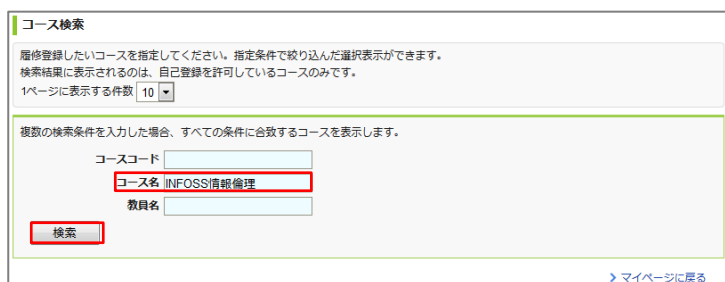 コース検索
履修登録したいコースを指定してください。指定条件で絞り込んだ選択表示ができます。
検索結果に表示されるのは、自己登録を許可しているコースのみです。
1ページに表示する件数 10
複数の検索条件を入力した場合、すべての条件に合致するコースを表示します。
コースコード
コース名 INFOSS情報倫理
教員名
検索
マイページに戻る